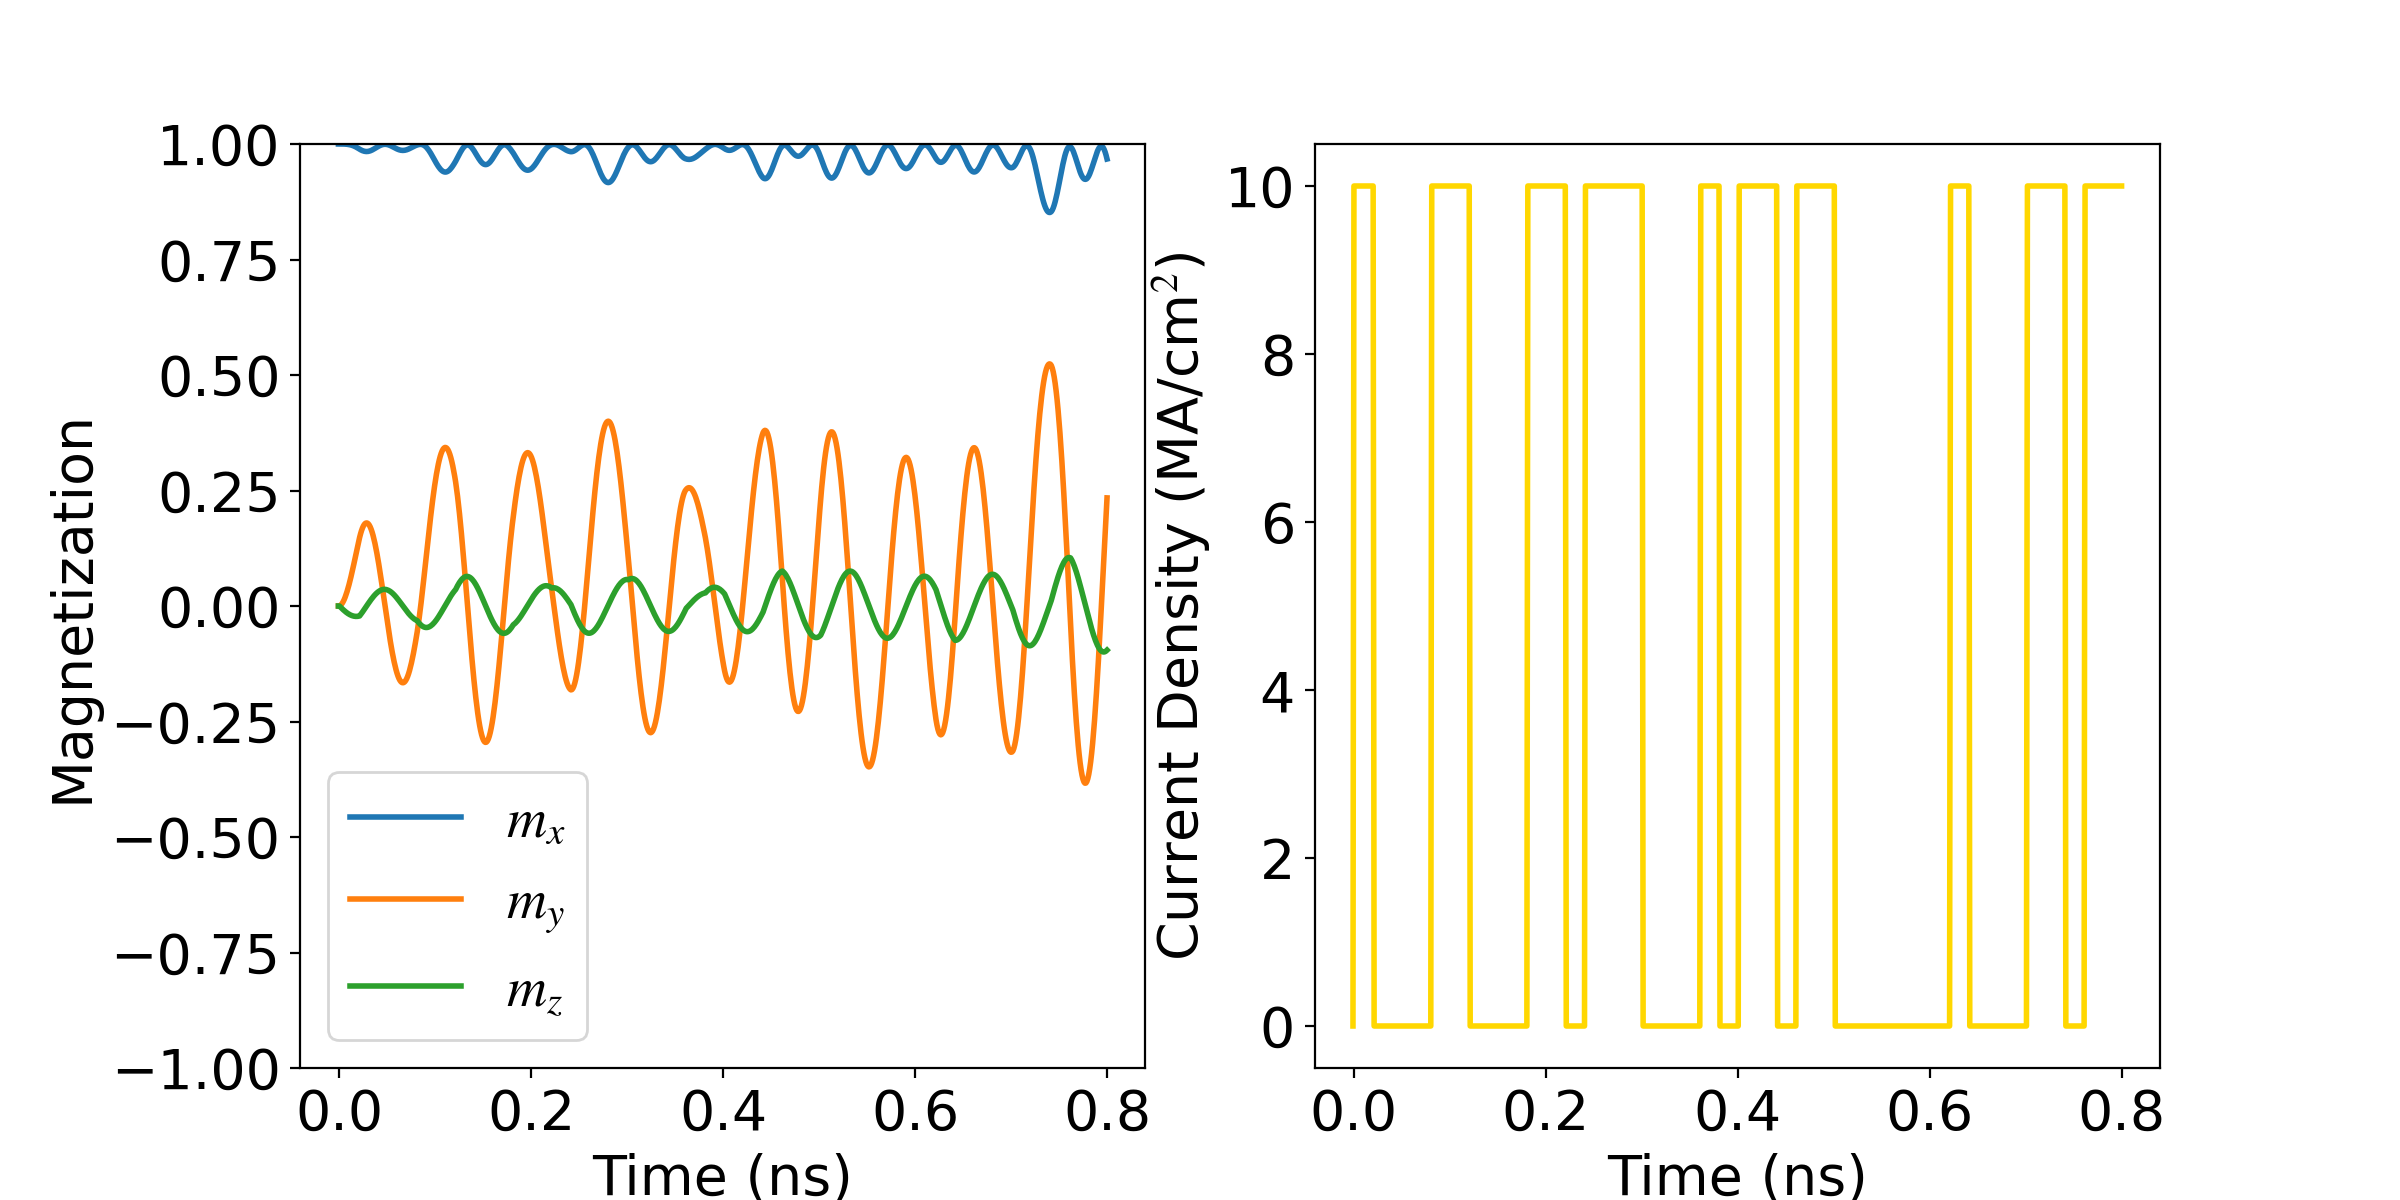 1.00
0.75
0.50
0.25
0.00
−0.25
−0.50
−0.75
−1.00
Magnetization
m_x
m_y
m_z
0.0 0.2 0.4 0.6 0.8
Time (ns)
10
8
6
4
2
0
Current Density (MA/cm²)
0.0 0.2 0.4 0.6 0.8
Time (ns)